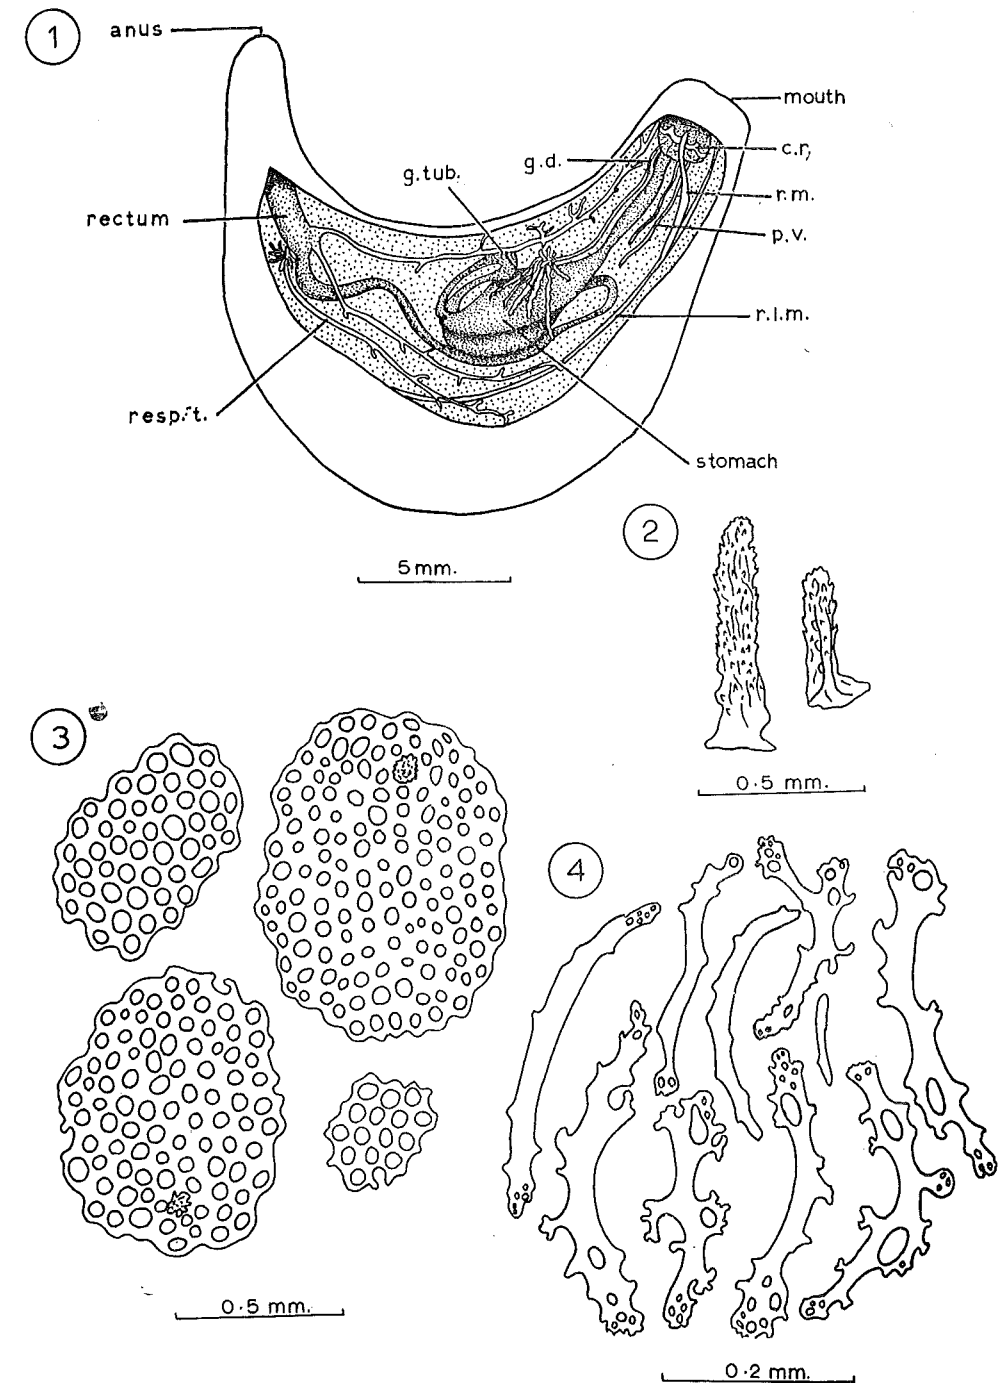 1
anus
mouth
c.r.
g.d.
g.tub.
r.m.
rectum
p.v.
r.l.m.
resp. t.
stomach
5 mm.
2
0·5 mm.
3
0·5 mm.
4
0·2 mm.